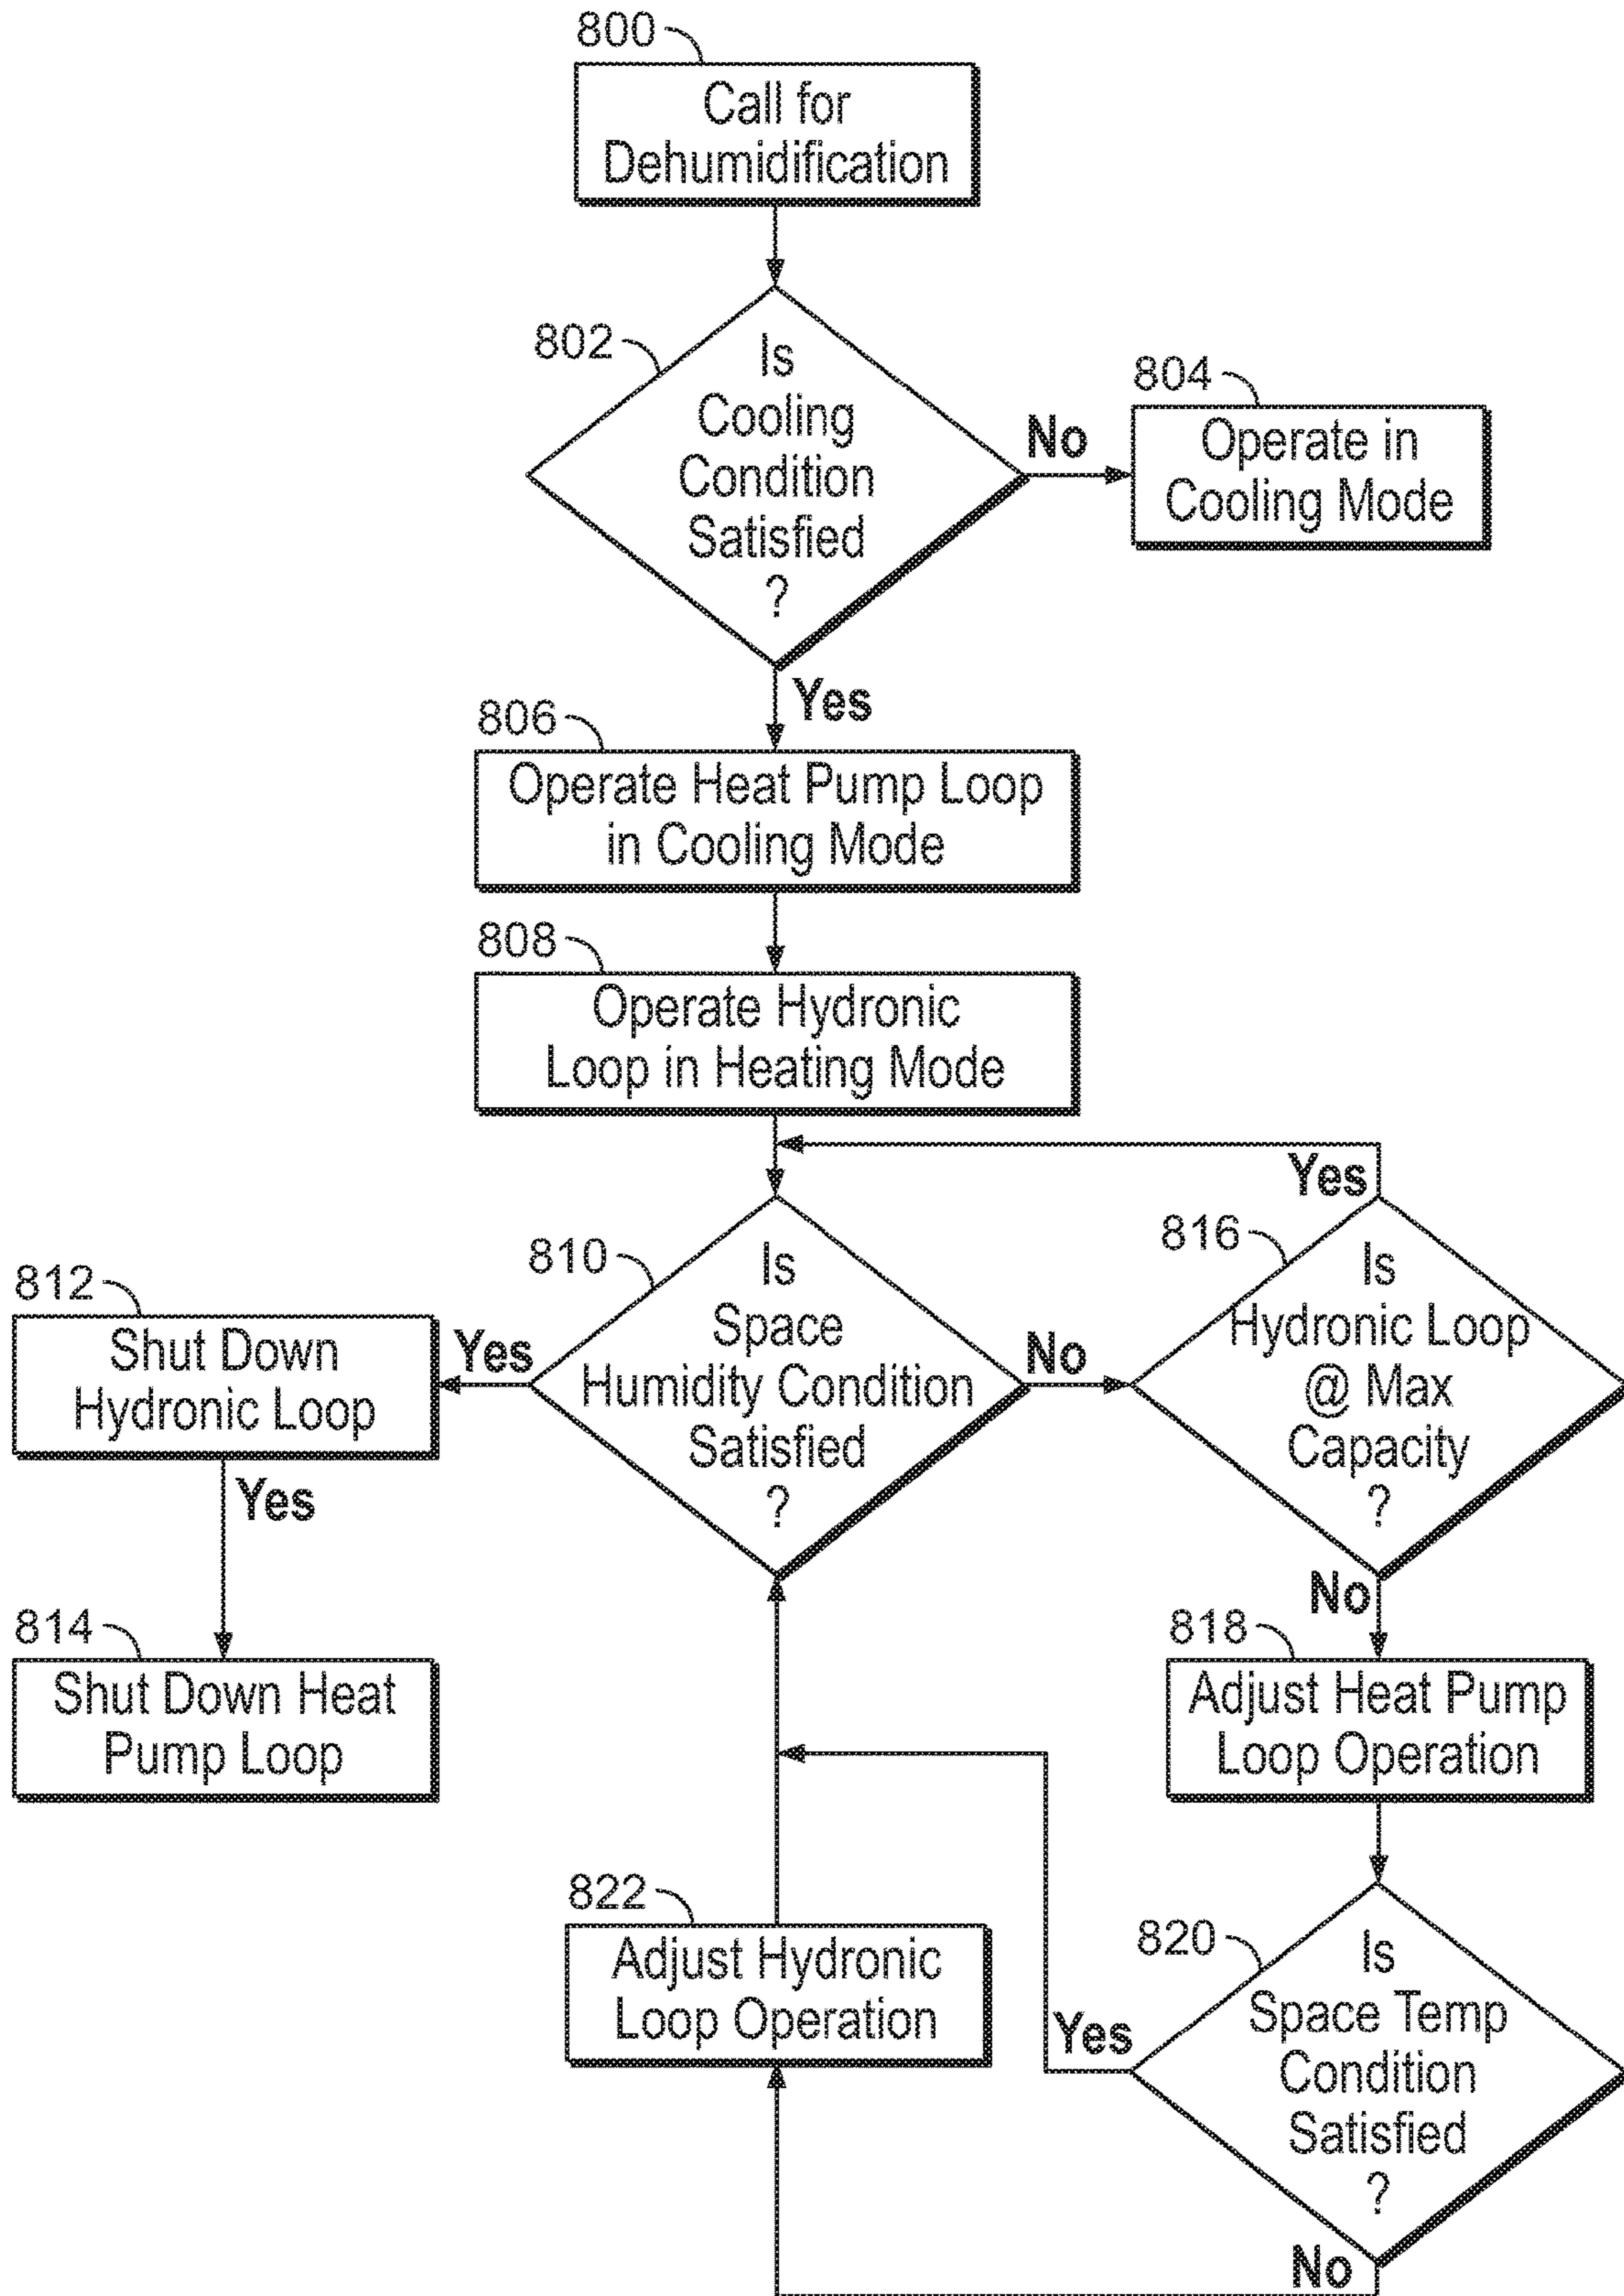 800
Call for
Dehumidification
802
Is
Cooling
Condition
Satisfied
?
No
804
Operate in
Cooling Mode
Yes
806
Operate Heat Pump Loop
in Cooling Mode
808
Operate Hydronic
Loop in Heating Mode
810
Is
Space
Humidity Condition
Satisfied
?
Yes
812
Shut Down
Hydronic Loop
Yes
814
Shut Down Heat
Pump Loop
No
816
Is
Hydronic Loop
@ Max
Capacity
?
Yes
No
818
Adjust Heat Pump
Loop Operation
820
Is
Space Temp
Condition
Satisfied
?
Yes
No
822
Adjust Hydronic
Loop Operation